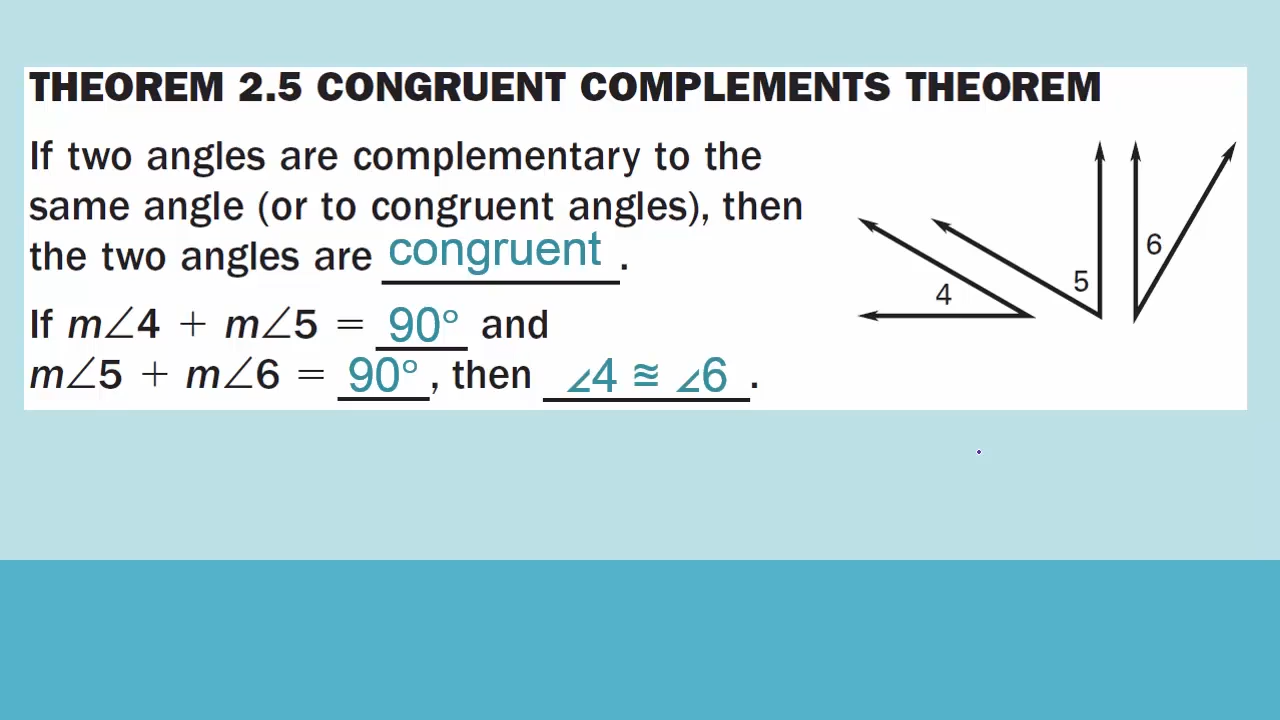 THEOREM 2.5 CONGRUENT COMPLEMENTS THEOREM
If two angles are complementary to the
same angle (or to congruent angles), then
the two angles are congruent.
If m∠4 + m∠5 = 90° and
m∠5 + m∠6 = 90°, then ∠4 ≅ ∠6.
4
5
6